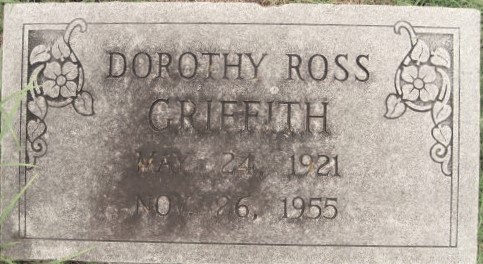 DOROTHY ROSS
GRIFFITH
MAY 24, 1921
NOV. 26, 1955